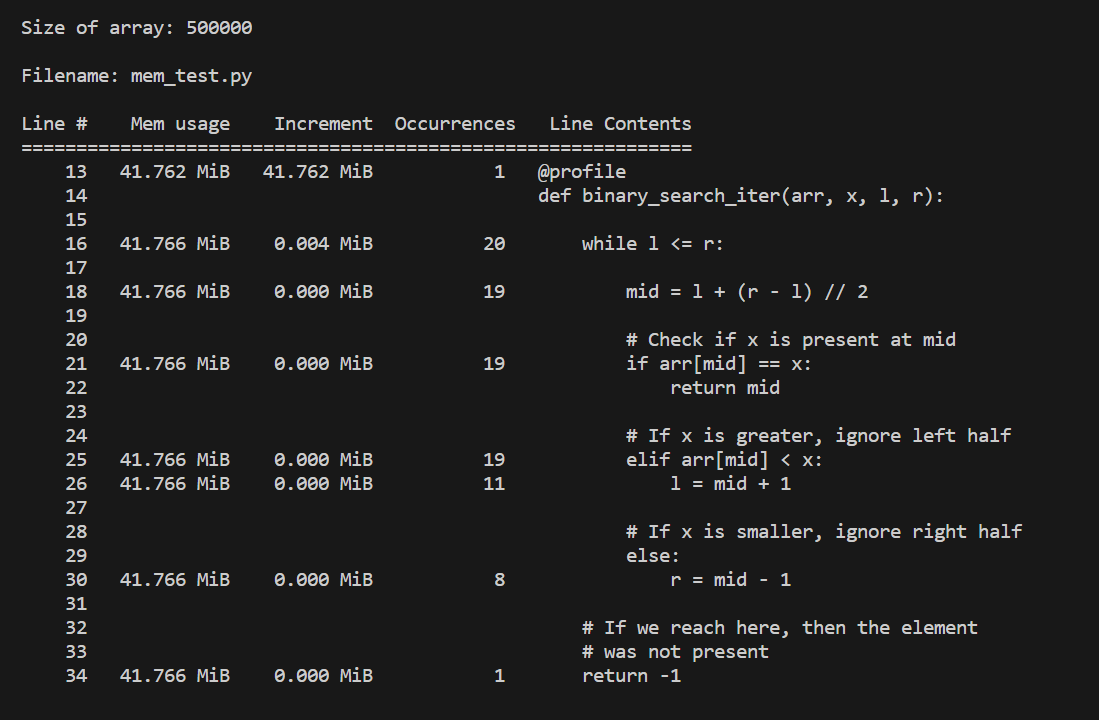 Size of array: 500000
Filename: mem_test.py
Line #    Mem usage    Increment  Occurrences   Line Contents
=============================================================
    13   41.762 MiB   41.762 MiB           1   @profile
    14                                         def binary_search_iter(arr, x, l, r):
    15
    16   41.766 MiB    0.004 MiB          20       while l <= r:
    17
    18   41.766 MiB    0.000 MiB          19           mid = l + (r - l) // 2
    19
    20                                                 # Check if x is present at mid
    21   41.766 MiB    0.000 MiB          19           if arr[mid] == x:
    22                                                     return mid
    23
    24                                                 # If x is greater, ignore left half
    25   41.766 MiB    0.000 MiB          19           elif arr[mid] < x:
    26   41.766 MiB    0.000 MiB          11               l = mid + 1
    27
    28                                                 # If x is smaller, ignore right half
    29                                                 else:
    30   41.766 MiB    0.000 MiB           8               r = mid - 1
    31
    32                                             # If we reach here, then the element
    33                                             # was not present
    34   41.766 MiB    0.000 MiB           1       return -1